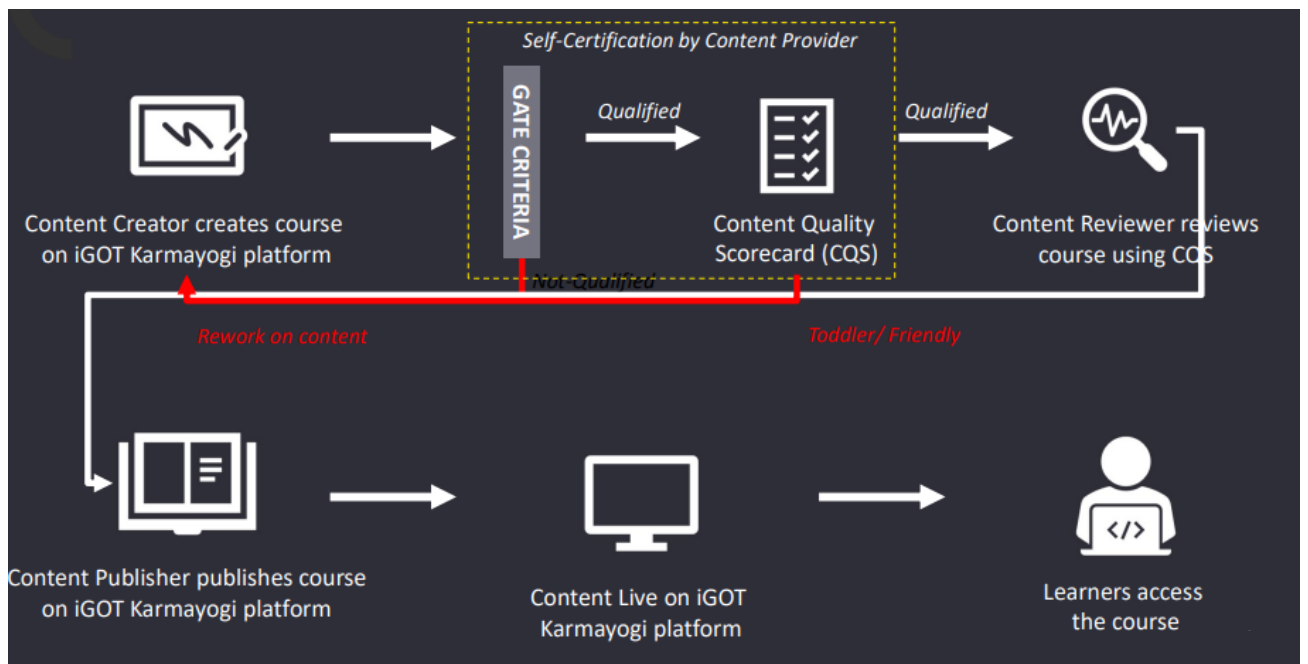 Self-Certification by Content Provider
GATE CRITERIA
Qualified
Qualified
Content Creator creates course
on iGOT Karmayogi platform
Content Quality
Scorecard (CQS)
Content Reviewer reviews
course using CQS
Not-Qualified
Rework on content
Toddler/ Friendly
</>
Content Publisher publishes course
on iGOT Karmayogi platform
Content Live on iGOT
Karmayogi platform
Learners access
the course